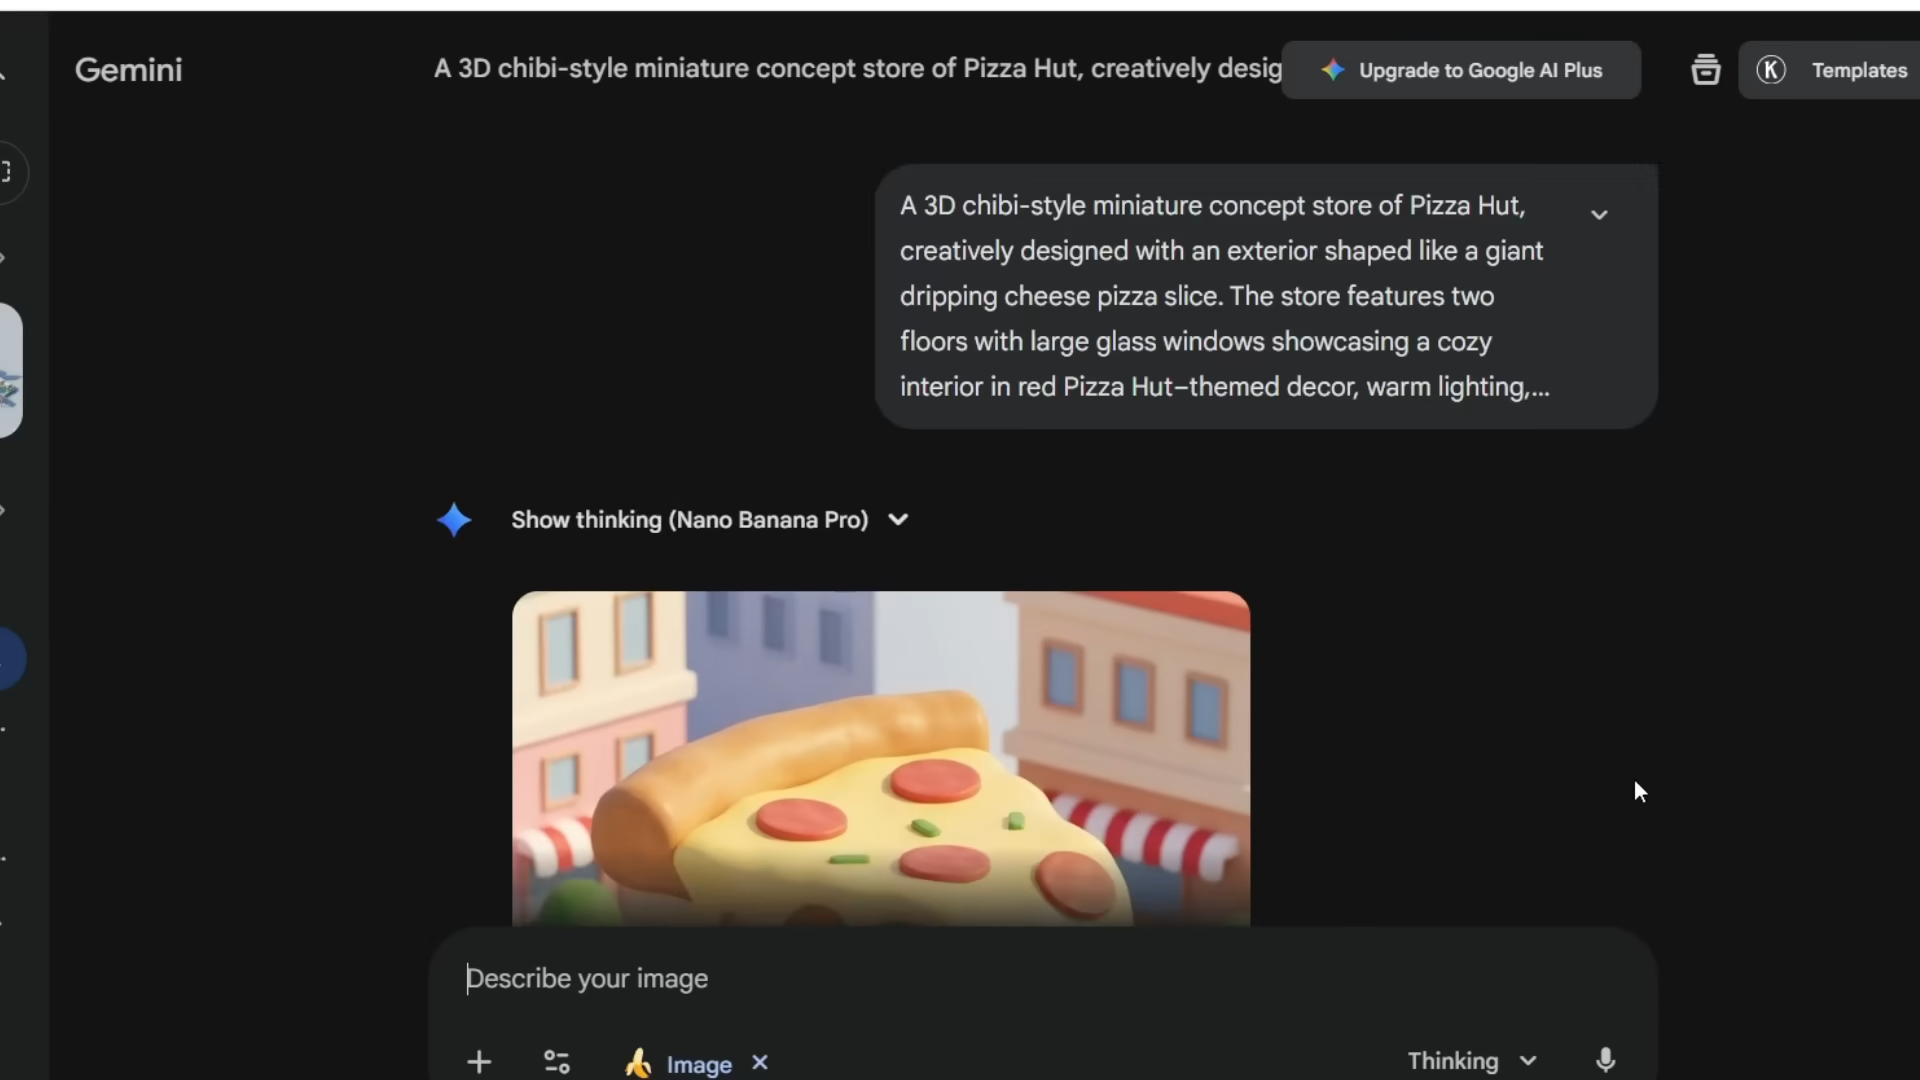 Gemini
A 3D chibi-style miniature concept store of Pizza Hut, creatively desig
Upgrade to Google AI Plus
K
Templates
A 3D chibi-style miniature concept store of Pizza Hut,
creatively designed with an exterior shaped like a giant
dripping cheese pizza slice. The store features two
floors with large glass windows showcasing a cozy
interior in red Pizza Hut–themed decor, warm lighting,...
Show thinking (Nano Banana Pro)
Describe your image
Image
Thinking